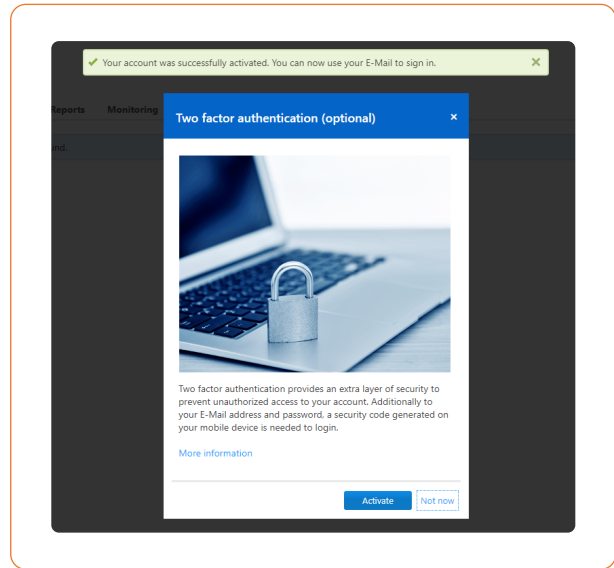 Your account was successfully activated. You can now use your E-Mail to sign in.
Reports Monitoring
und.
Two factor authentication (optional)
Two factor authentication provides an extra layer of security to
prevent unauthorized access to your account. Additionally to
your E-Mail address and password, a security code generated on
your mobile device is needed to login.
More information
Activate Not now